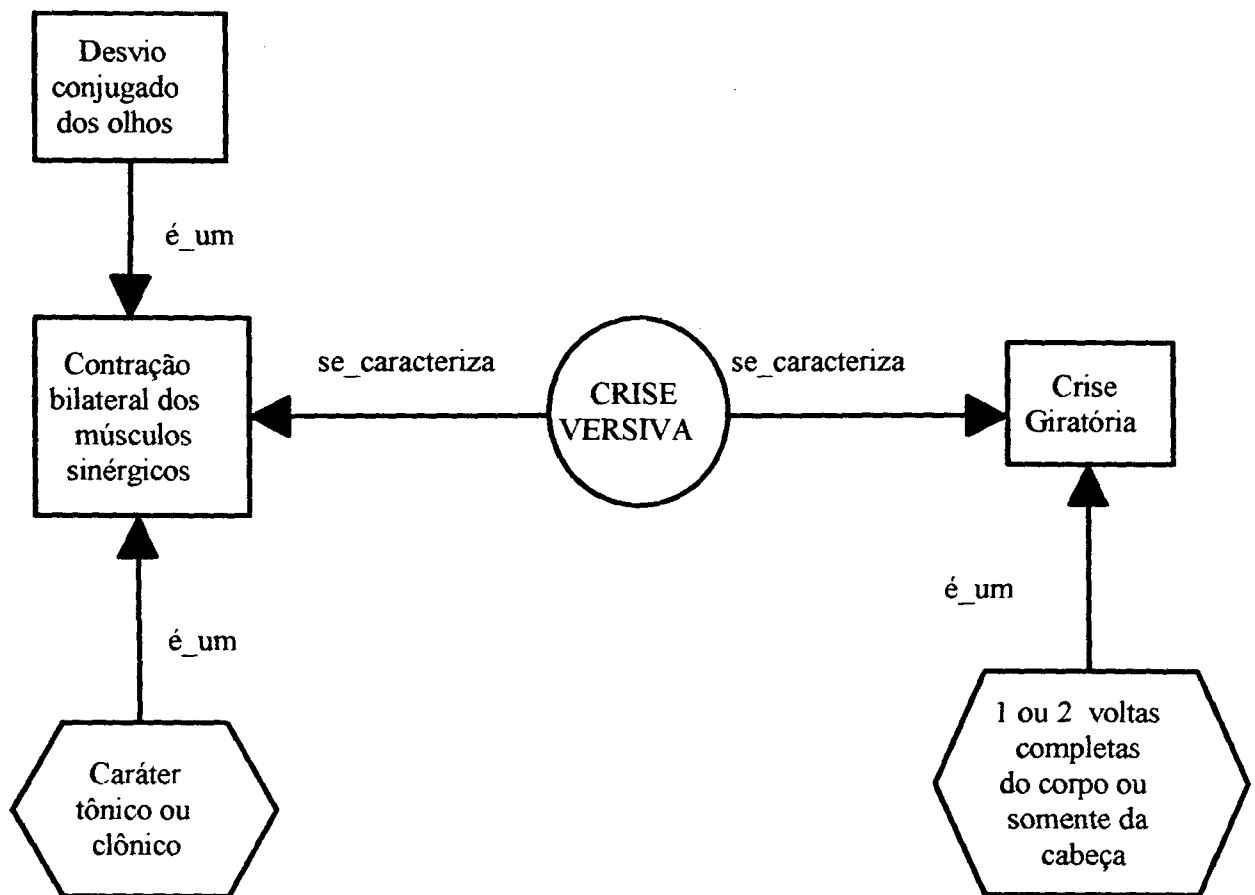 Desvio
conjugado
dos olhos
é_um
Contração
bilateral dos
músculos
sinérgicos
se_caracteriza
CRISE
VERSIVA
se_caracteriza
Crise
Giratória
é_um
é_um
Caráter
tônico ou
clônico
1 ou 2 voltas
completas
do corpo ou
somente da
cabeça